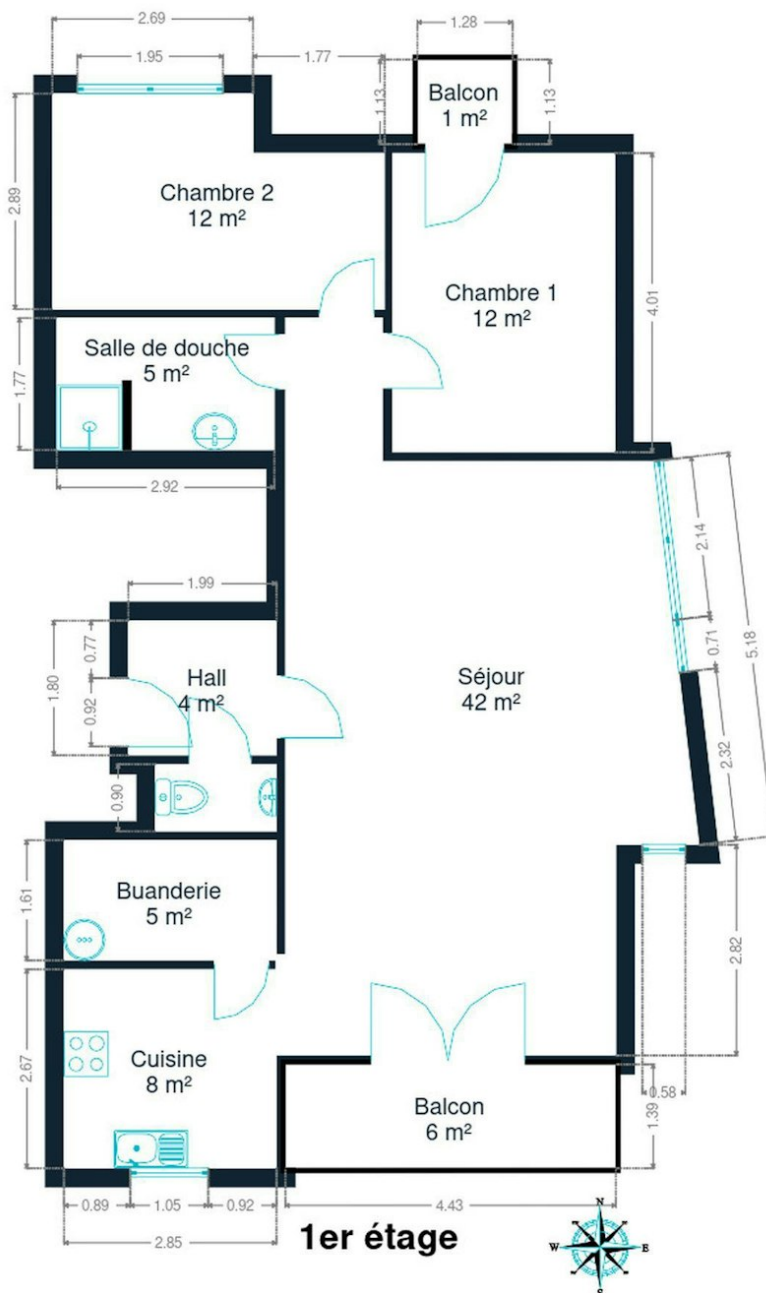 2.69
1.28
1.95
1.77
1.13
Balcon
1 m²
1.13
2.89
Chambre 2
12 m²
Chambre 1
12 m²
4.01
Salle de douche
5 m²
1.77
2.92
2.14
1.99
0.71
5.18
0.77
1.80
Hall
4 m²
Séjour
42 m²
0.92
2.32
0.90
Buanderie
5 m²
1.61
2.82
2.67
Cuisine
8 m²
Balcon
6 m²
0.58
1.39
0.89
1.05
0.92
4.43
2.85
1er étage
N
W
E
S